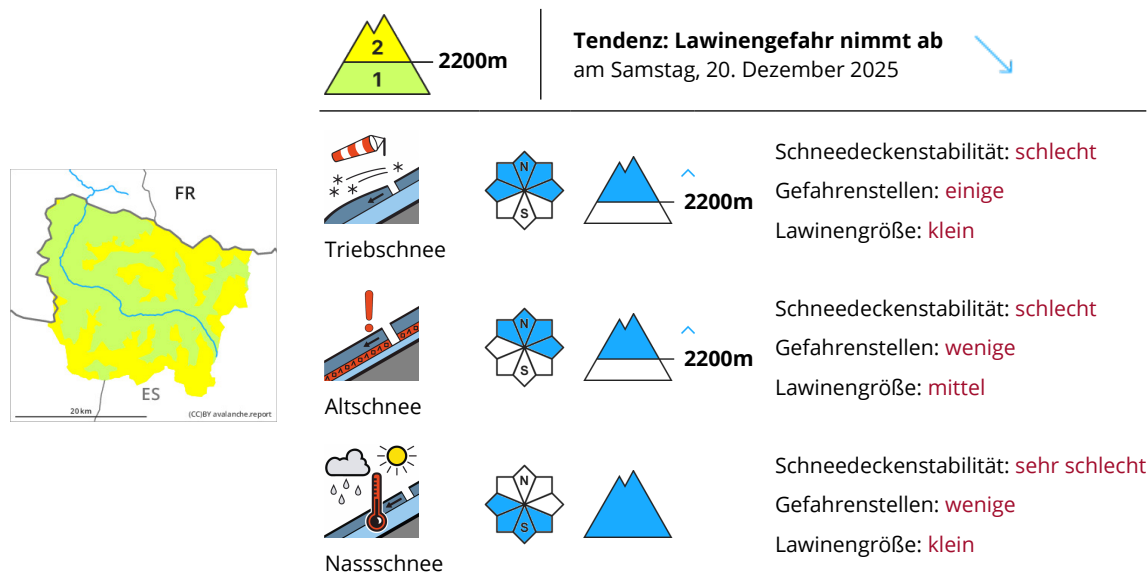 2
1
2200m
Tendenz: Lawinengefahr nimmt ab
am Samstag, 20. Dezember 2025
FR
ES
20 km
(CC)BY avalanche.report
N
S
2200m
Triebschnee
Schneedeckenstabilität: schlecht
Gefahrenstellen: einige
Lawinengröße: klein
N
S
2200m
Altschnee
Schneedeckenstabilität: schlecht
Gefahrenstellen: wenige
Lawinengröße: mittel
N
S
Nassschnee
Schneedeckenstabilität: sehr schlecht
Gefahrenstellen: wenige
Lawinengröße: klein